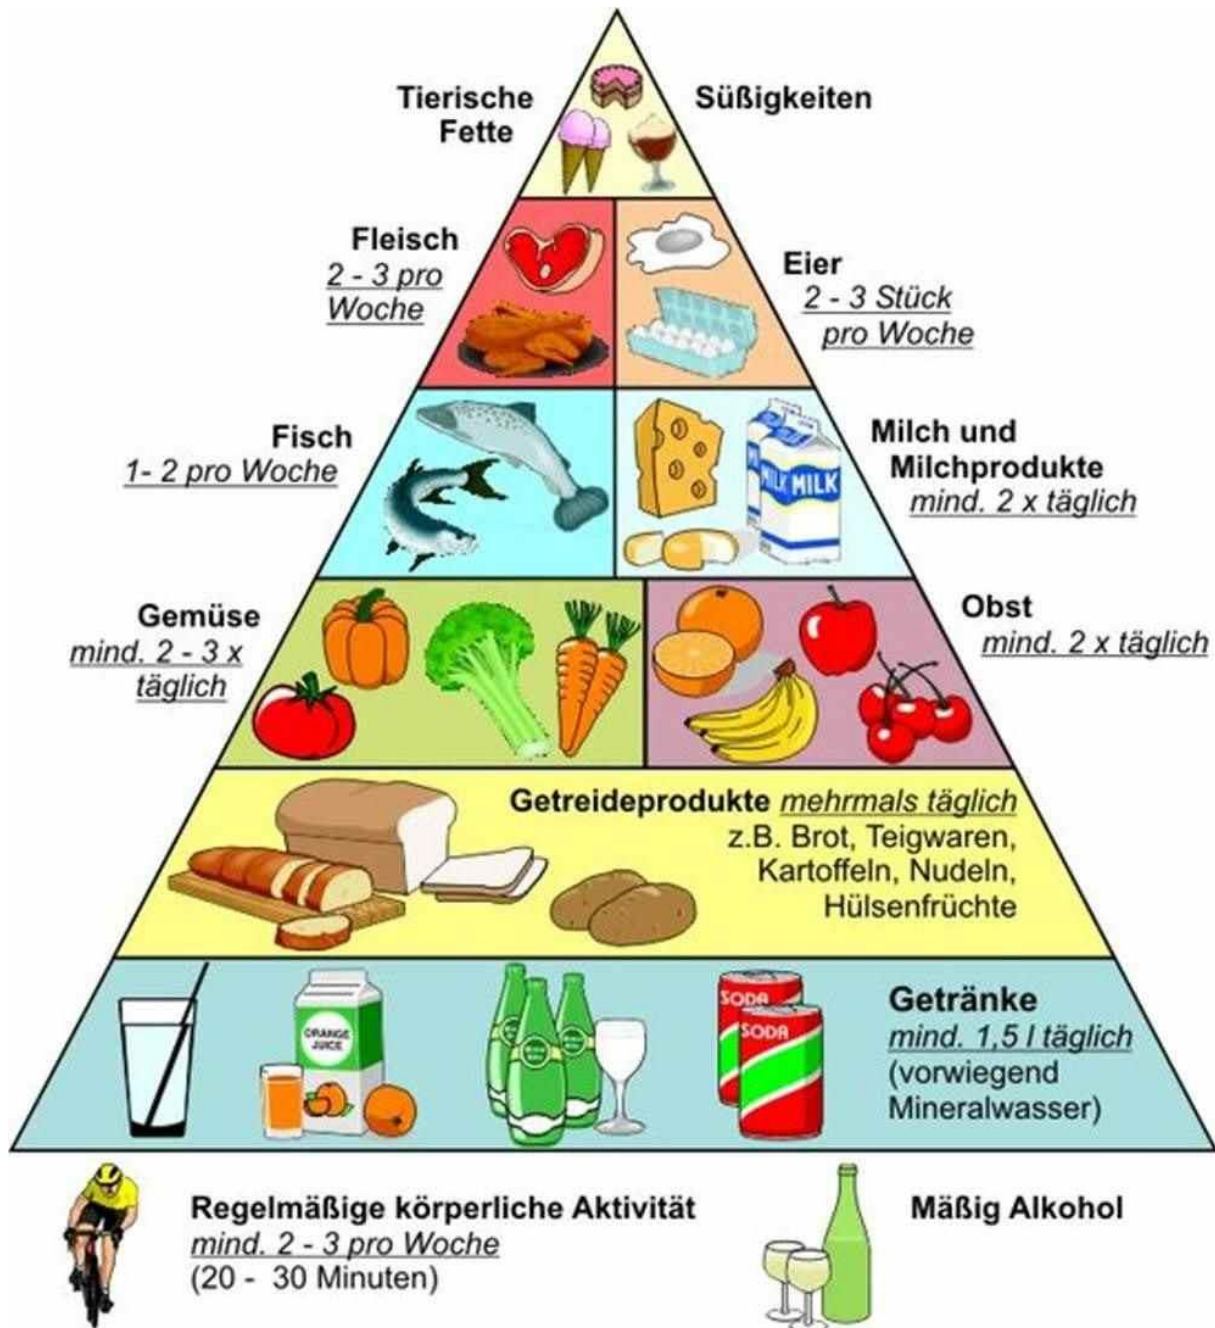 Tierische
Fette
Süßigkeiten
Fleisch
2 - 3 pro
Woche
Eier
2 - 3 Stück
pro Woche
Fisch
1- 2 pro Woche
Milch und
Milchprodukte
mind. 2 x täglich
MILK MILK
Gemüse
mind. 2 - 3 x
täglich
Obst
mind. 2 x täglich
Getreideprodukte mehrmals täglich
z.B. Brot, Teigwaren,
Kartoffeln, Nudeln,
Hülsenfrüchte
ORANGE
JUICE
SODA
SODA
Getränke
mind. 1,5 l täglich
(vorwiegend
Mineralwasser)
Regelmäßige körperliche Aktivität
mind. 2 - 3 pro Woche
(20 - 30 Minuten)
Mäßig Alkohol